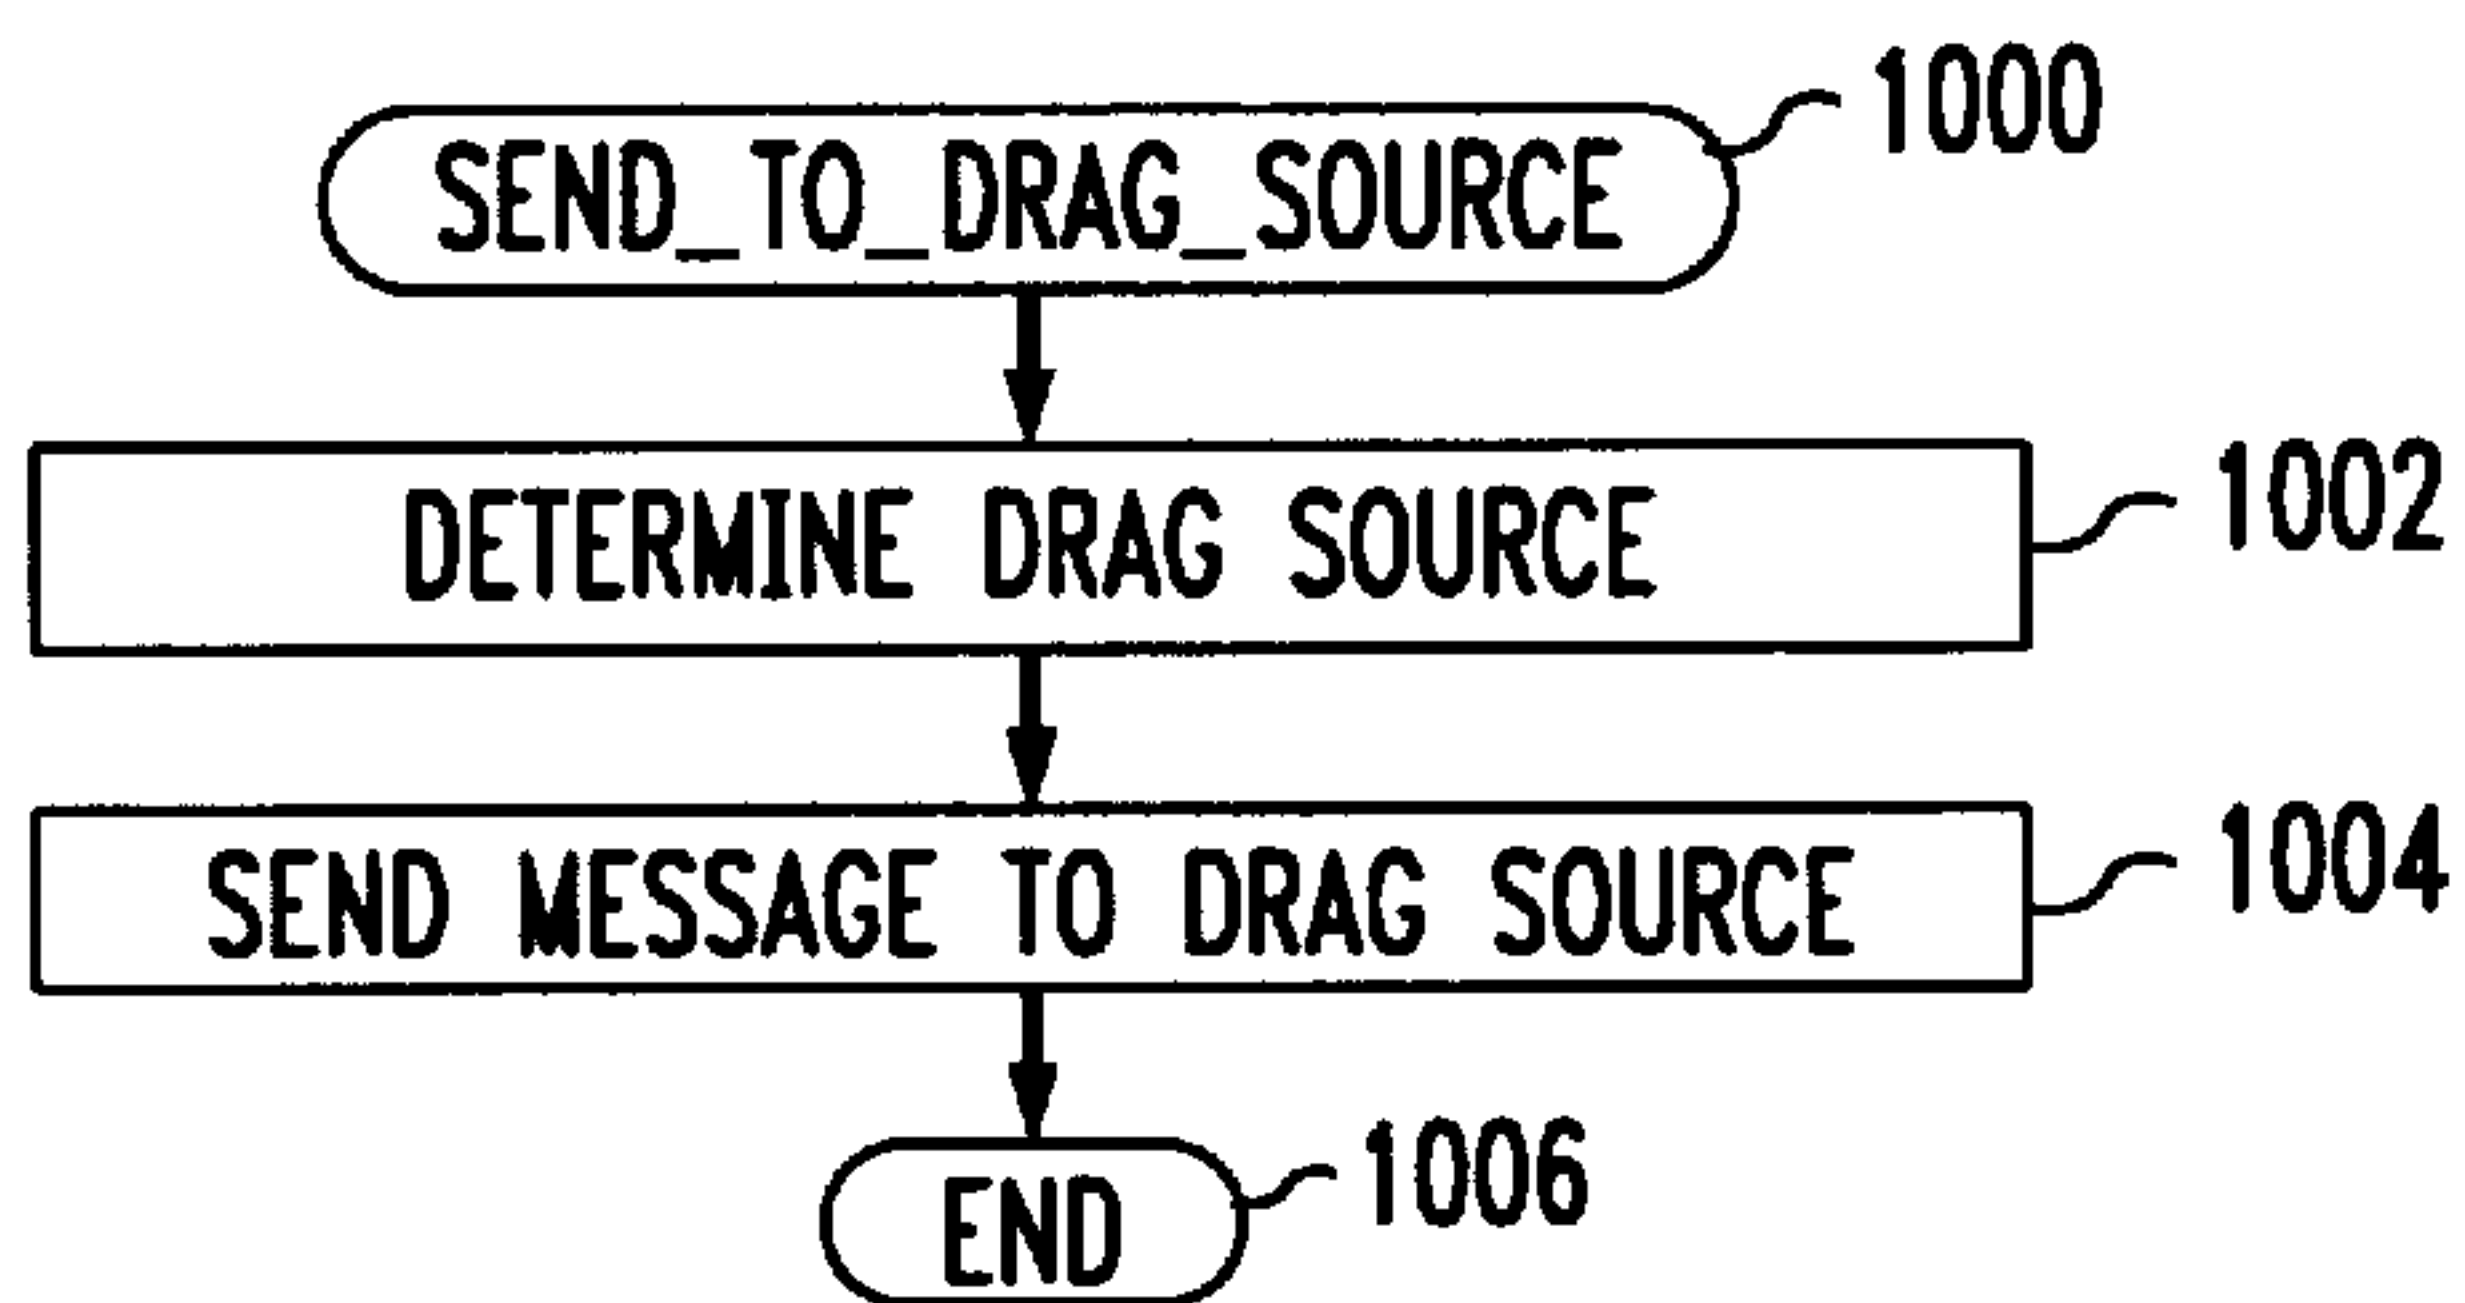 1000
SEND_TO_DRAG_SOURCE
1002
DETERMINE DRAG SOURCE
1004
SEND MESSAGE TO DRAG SOURCE
1006
END